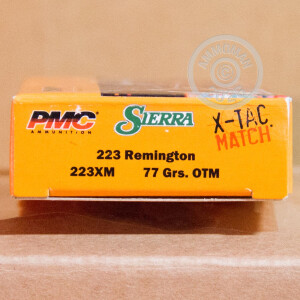 PMC SIERRA X-TAC
AMMUNITION MATCH
223 Remington
223XM 77 Grs. OTM